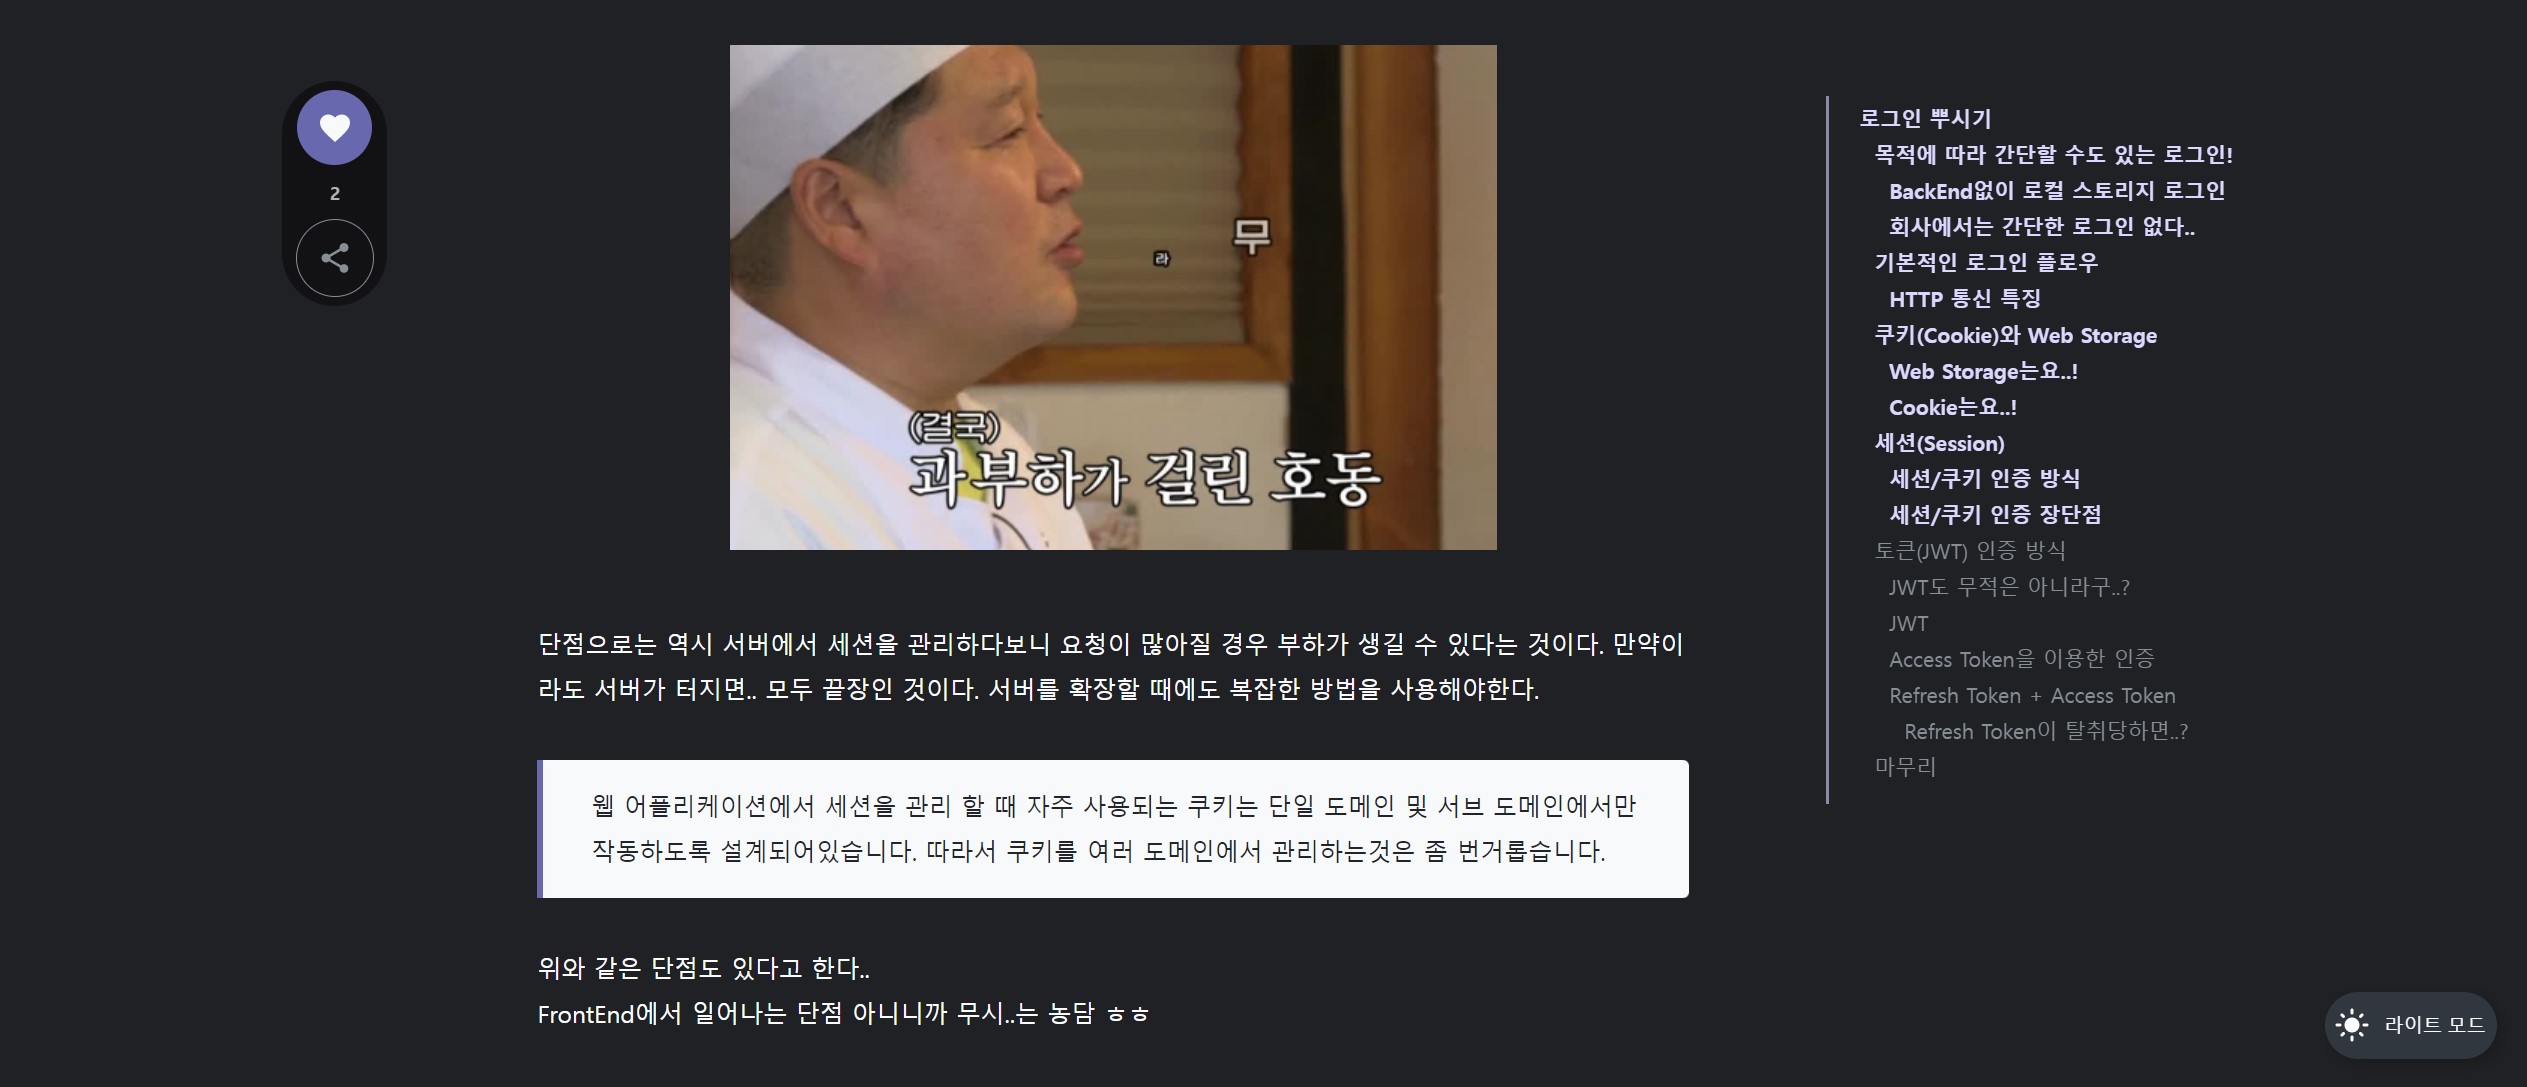 2
라 무
(결국)
과부하가 걸린 호동
단점으로는 역시 서버에서 세션을 관리하다보니 요청이 많아질 경우 부하가 생길 수 있다는 것이다. 만약이
라도 서버가 터지면.. 모두 끝장인 것이다. 서버를 확장할 때에도 복잡한 방법을 사용해야한다.
웹 어플리케이션에서 세션을 관리 할 때 자주 사용되는 쿠키는 단일 도메인 및 서브 도메인에서만
작동하도록 설계되어있습니다. 따라서 쿠키를 여러 도메인에서 관리하는것은 좀 번거롭습니다.
위와 같은 단점도 있다고 한다..
FrontEnd에서 일어나는 단점 아니니까 무시..는 농담 ㅎㅎ
로그인 뿌시기
목적에 따라 간단할 수도 있는 로그인!
BackEnd없이 로컬 스토리지 로그인
회사에서는 간단한 로그인 없다..
기본적인 로그인 플로우
HTTP 통신 특징
쿠키(Cookie)와 Web Storage
Web Storage는요..!
Cookie는요..!
세션(Session)
세션/쿠키 인증 방식
세션/쿠키 인증 장단점
토큰(JWT) 인증 방식
JWT도 무적은 아니라구..?
JWT
Access Token을 이용한 인증
Refresh Token + Access Token
Refresh Token이 탈취당하면..?
마무리
라이트 모드